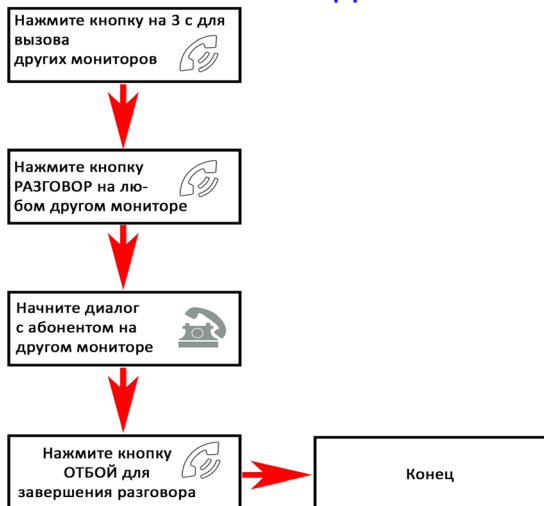 Нажмите кнопку на 3 с для
вызова
других мониторов
Нажмите кнопку
РАЗГОВОР на лю-
бом другом мониторе
Начните диалог
с абонентом на
другом мониторе
Нажмите кнопку
ОТБОЙ для
завершения разговора
Конец